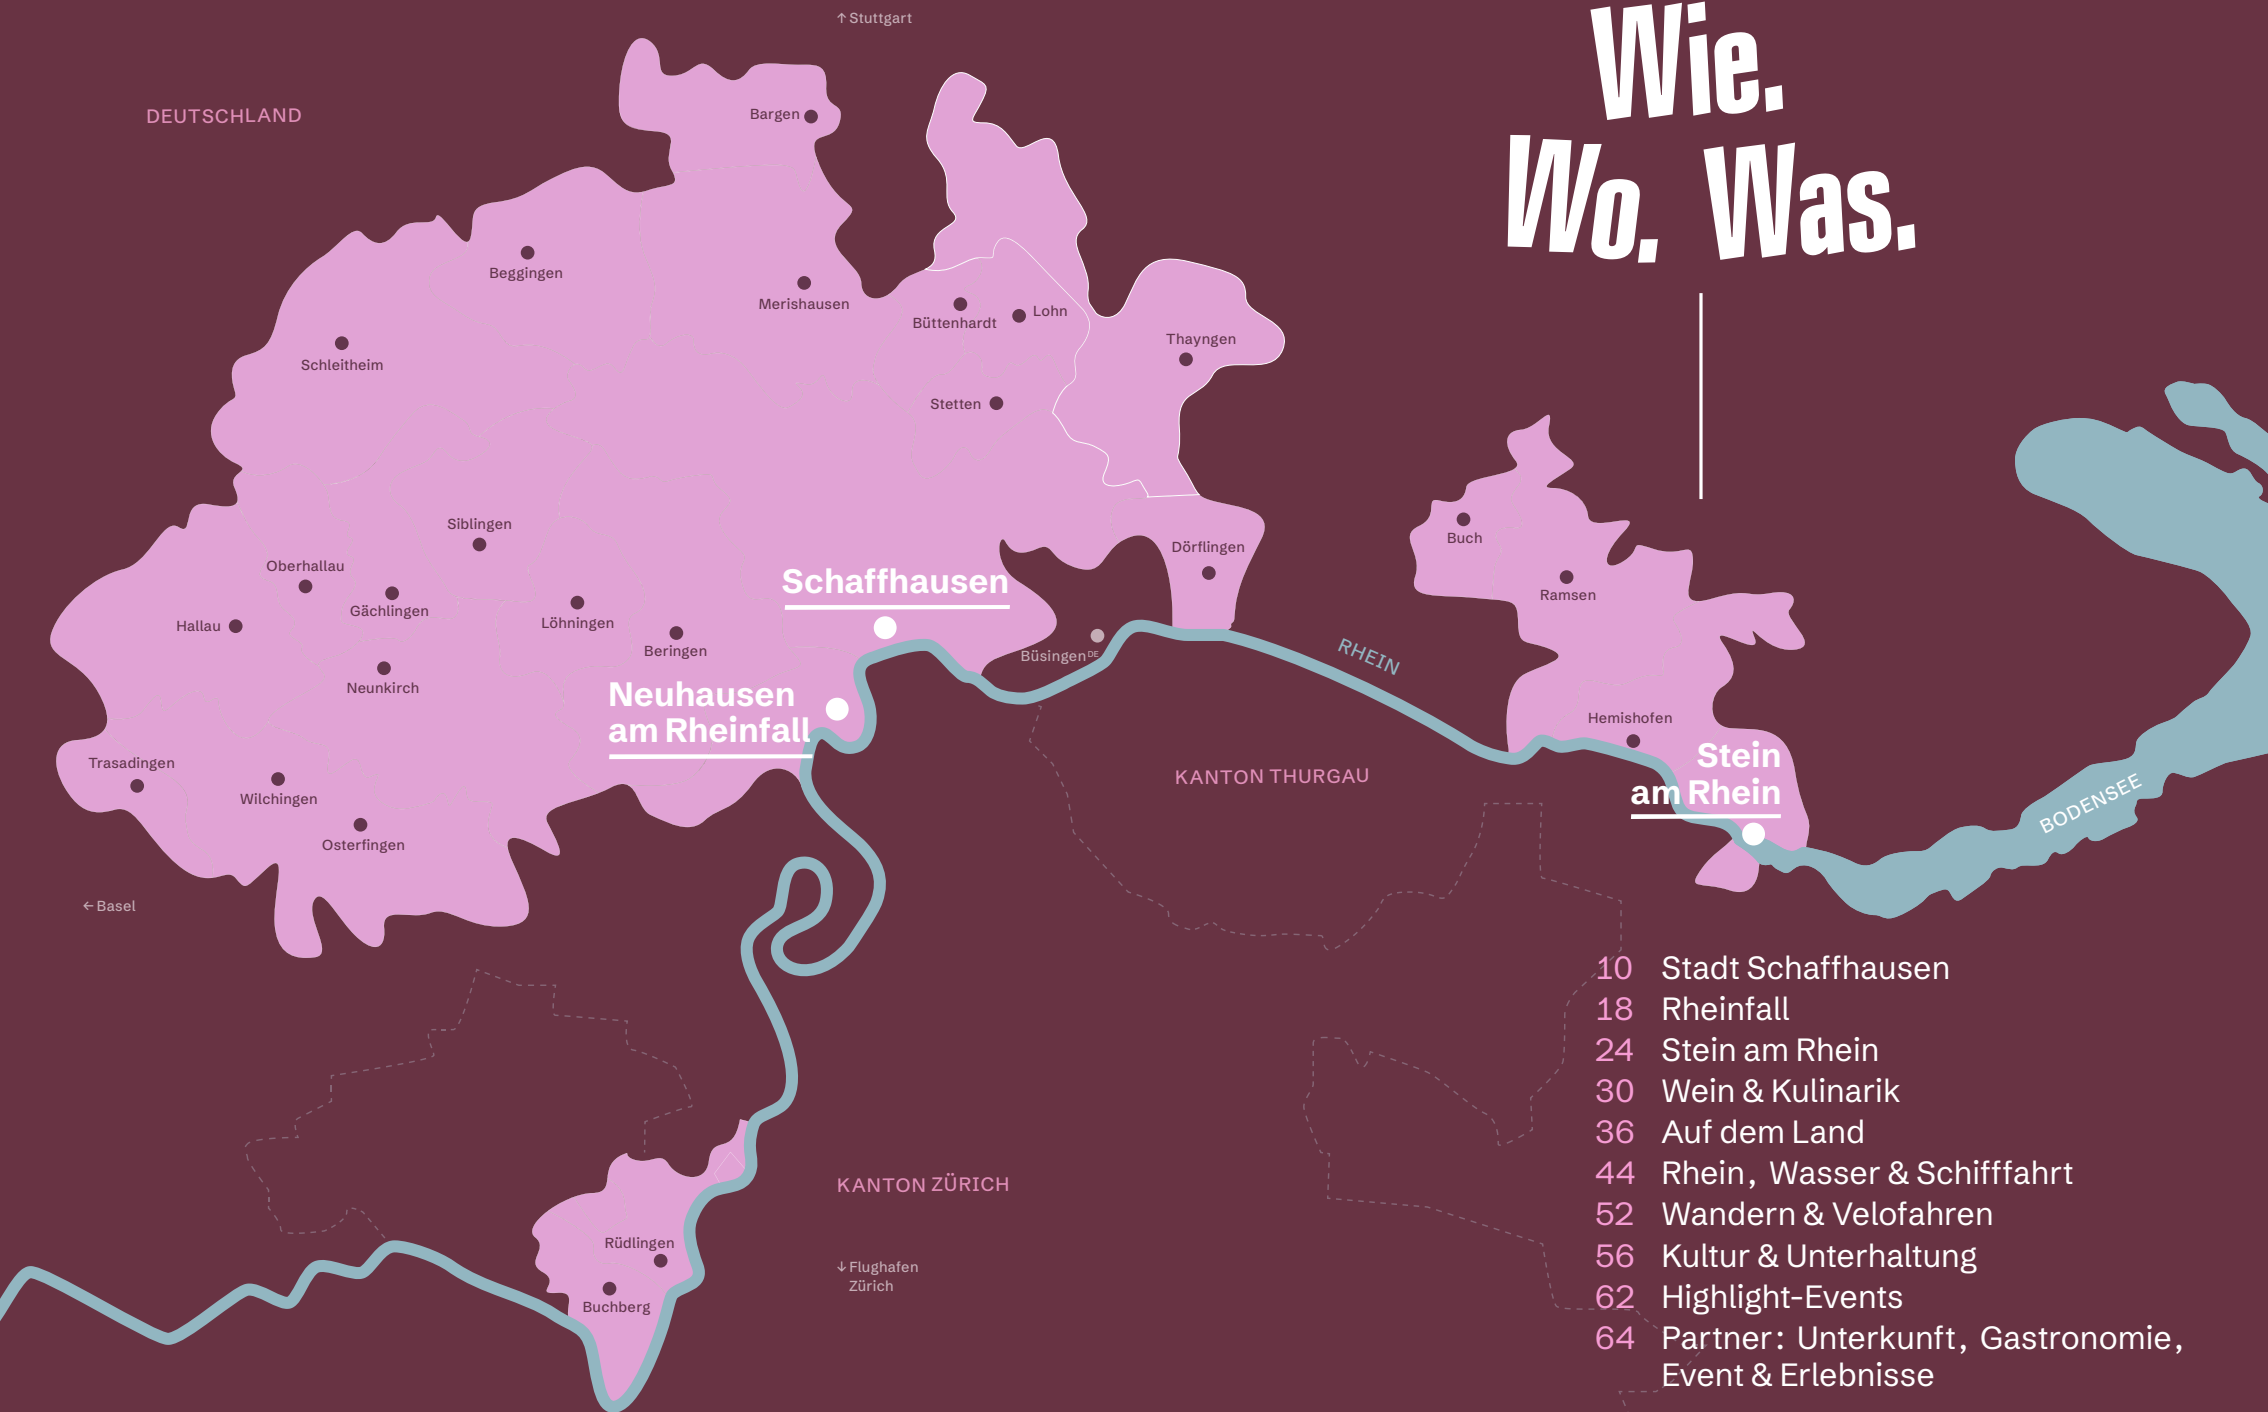 ↑ Stuttgart
Wie.
Wo. Was.
DEUTSCHLAND
Bargen
Beggingen
Merishausen
Büttenhardt
Lohn
Thayngen
Schleitheim
Stetten
Siblingen
Buch
Dörflingen
Oberhallau
Schaffhausen
Gächlingen
Ramsen
Hallau
Löhningen
Beringen
Büsingen DE
RHEIN
Neunkirch
Neuhausen
am Rheinfall
Hemishofen
Trasadingen
Wilchingen
KANTON THURGAU
Stein
am Rhein
BODENSEE
Osterfingen
← Basel
10 Stadt Schaffhausen
18 Rheinfall
24 Stein am Rhein
30 Wein & Kulinarik
36 Auf dem Land
44 Rhein, Wasser & Schifffahrt
52 Wandern & Velofahren
56 Kultur & Unterhaltung
62 Highlight-Events
64 Partner: Unterkunft, Gastronomie,
Event & Erlebnisse
KANTON ZÜRICH
Rüdlingen
Buchberg
↓ Flughafen
Zürich